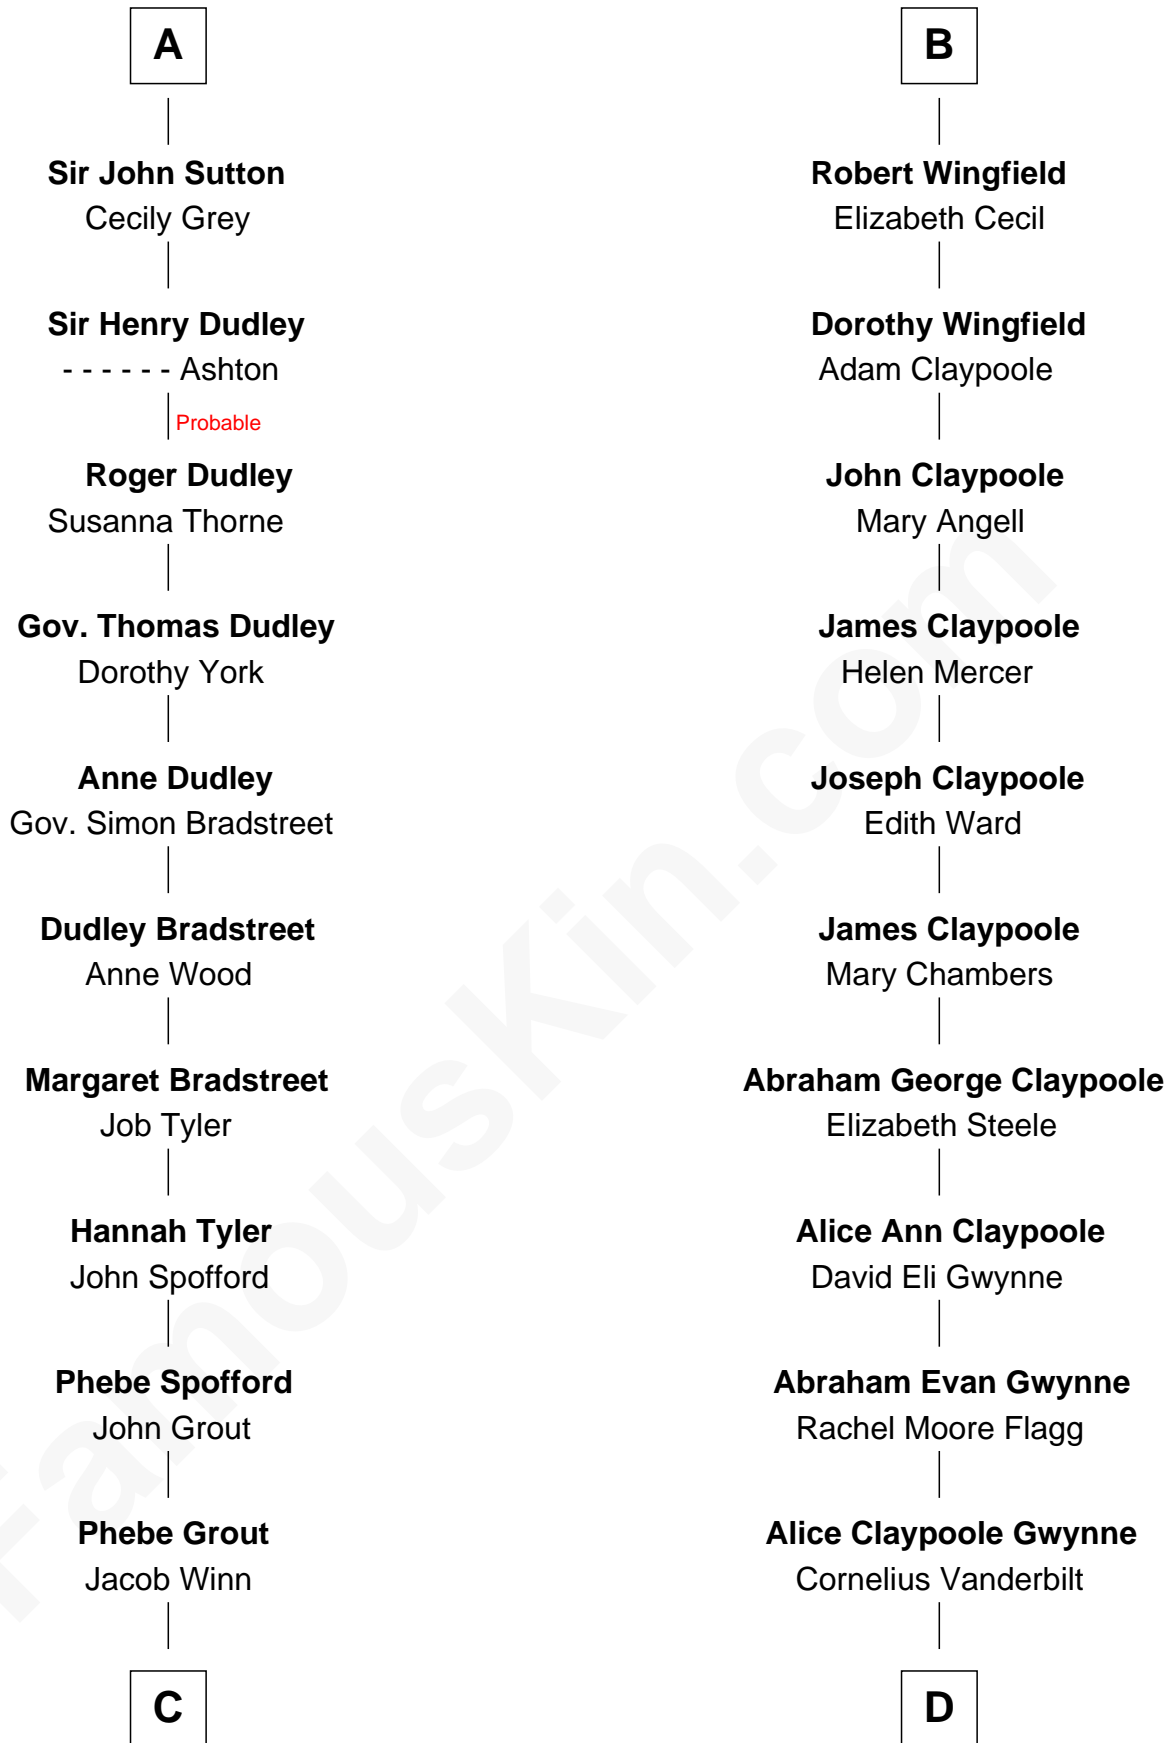 A
Sir John Sutton
Cecily Grey
Sir Henry Dudley
- - - - - - Ashton
Probable
Roger Dudley
Susanna Thorne
Gov. Thomas Dudley
Dorothy York
Anne Dudley
Gov. Simon Bradstreet
Dudley Bradstreet
Anne Wood
Margaret Bradstreet
Job Tyler
Hannah Tyler
John Spofford
Phebe Spofford
John Grout
Phebe Grout
Jacob Winn
C
B
Robert Wingfield
Elizabeth Cecil
Dorothy Wingfield
Adam Claypoole
John Claypoole
Mary Angell
James Claypoole
Helen Mercer
Joseph Claypoole
Edith Ward
James Claypoole
Mary Chambers
Abraham George Claypoole
Elizabeth Steele
Alice Ann Claypoole
David Eli Gwynne
Abraham Evan Gwynne
Rachel Moore Flagg
Alice Claypoole Gwynne
Cornelius Vanderbilt
D
FamousKin.com